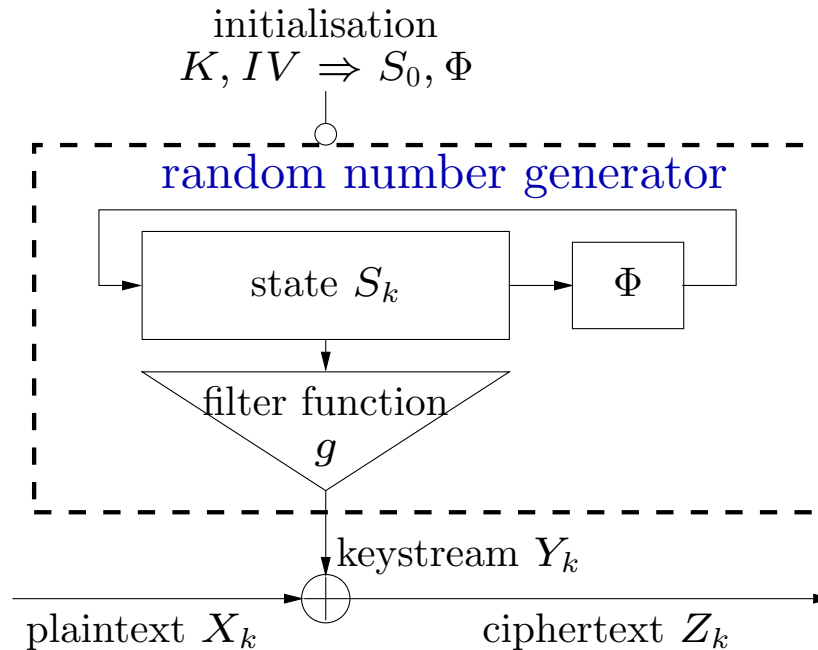 initialisation
K, IV ⇒ S₀, Φ
random number generator
state Sₖ
Φ
filter function
g
keystream Yₖ
plaintext Xₖ
ciphertext Zₖ